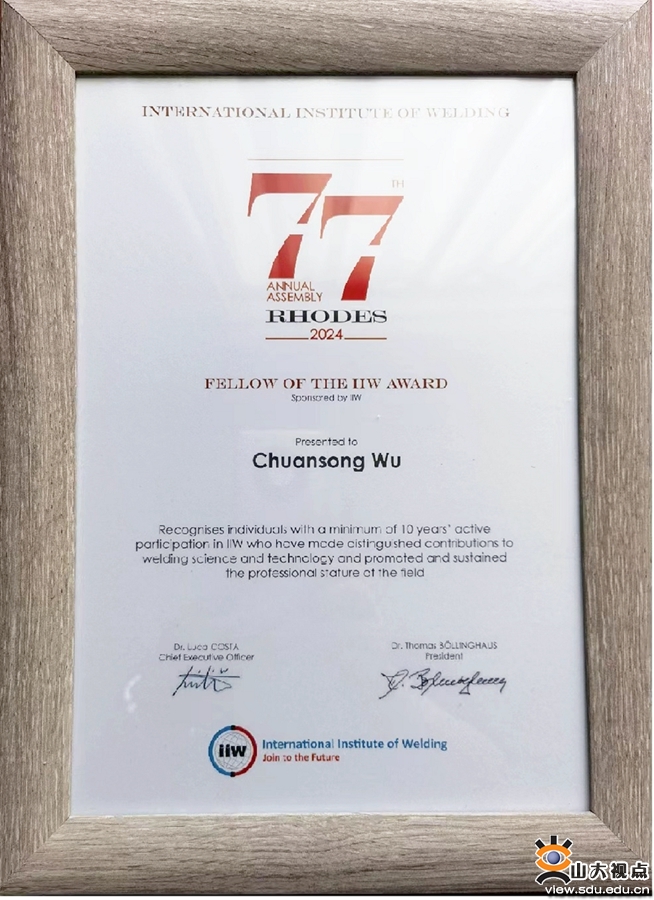 INTERNATIONAL INSTITUTE OF WELDING
77TH
ANNUAL
ASSEMBLY
RHODES
2024
FELLOW OF THE IIW AWARD
Sponsored by IIW
Presented to
Chuansong Wu
Recognises individuals with a minimum of 10 years' active
participation in IIW who have made distinguished contributions to
welding science and technology and promoted and sustained
the professional stature of the field
Dr. Luca COSTA
Chief Executive Officer
Dr. Thomas BÖLLINGHAUS
President
iiw
International Institute of Welding
Join to the Future
山大视点
view.sdu.edu.cn